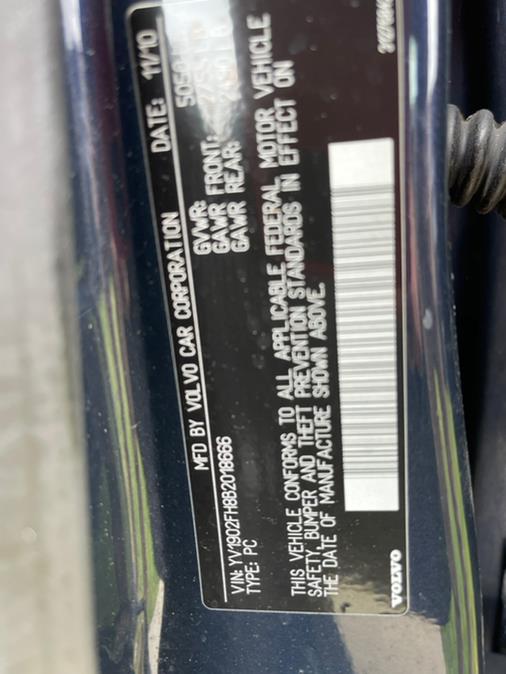 MFD BY VOLVO CAR CORPORATION DATE: 11/10
GVWR:
GAWR FRONT:
GAWR REAR:
VIN: YV1902FH8B2018666
TYPE: PC
THIS VEHICLE CONFORMS TO ALL APPLICABLE FEDERAL MOTOR VEHICLE
SAFETY, BUMPER AND THEFT PREVENTION STANDARDS IN EFFECT ON
THE DATE OF MANUFACTURE SHOWN ABOVE.
VOLVO